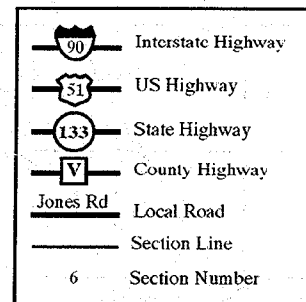 90 Interstate Highway
51 US Highway
133 State Highway
V County Highway
Jones Rd Local Road
Section Line
6 Section Number